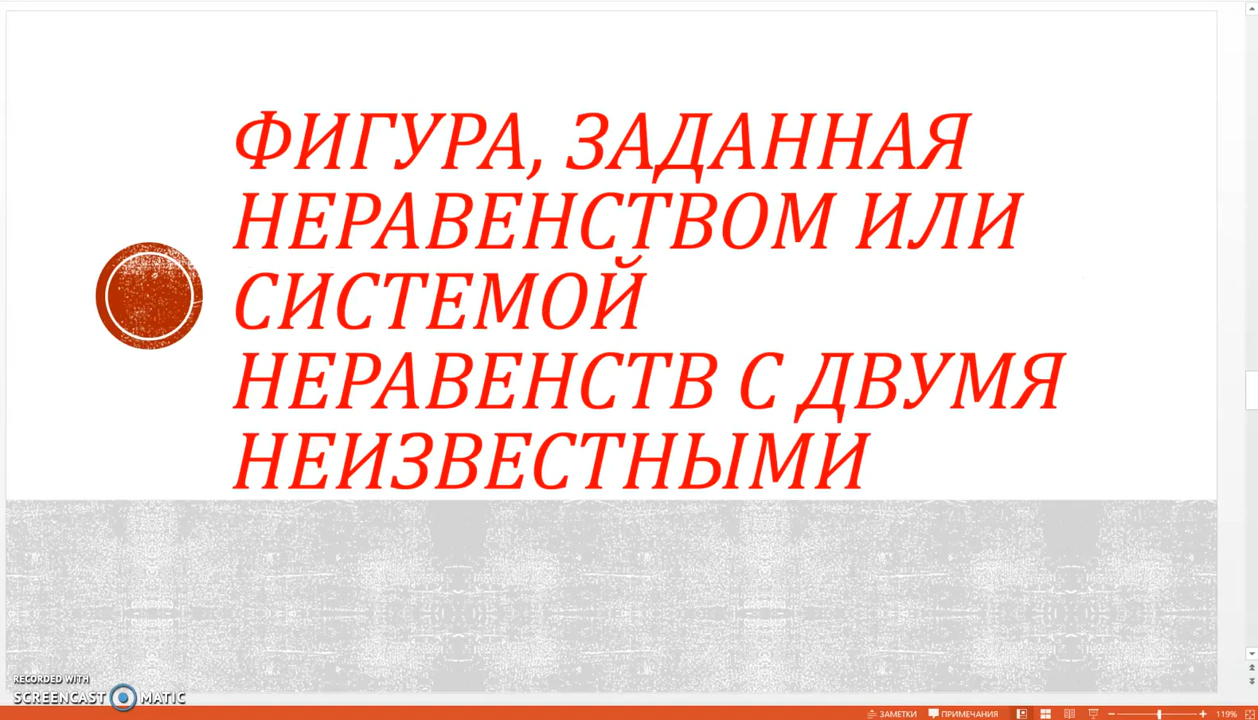 ФИГУРА, ЗАДАННАЯ
НЕРАВЕНСТВОМ ИЛИ
СИСТЕМОЙ
НЕРАВЕНСТВ С ДВУМЯ
НЕИЗВЕСТНЫМИ
RECORDED WITH
SCREENCAST MATIC
ЗАМЕТКИ ПРИМЕЧАНИЯ 119%